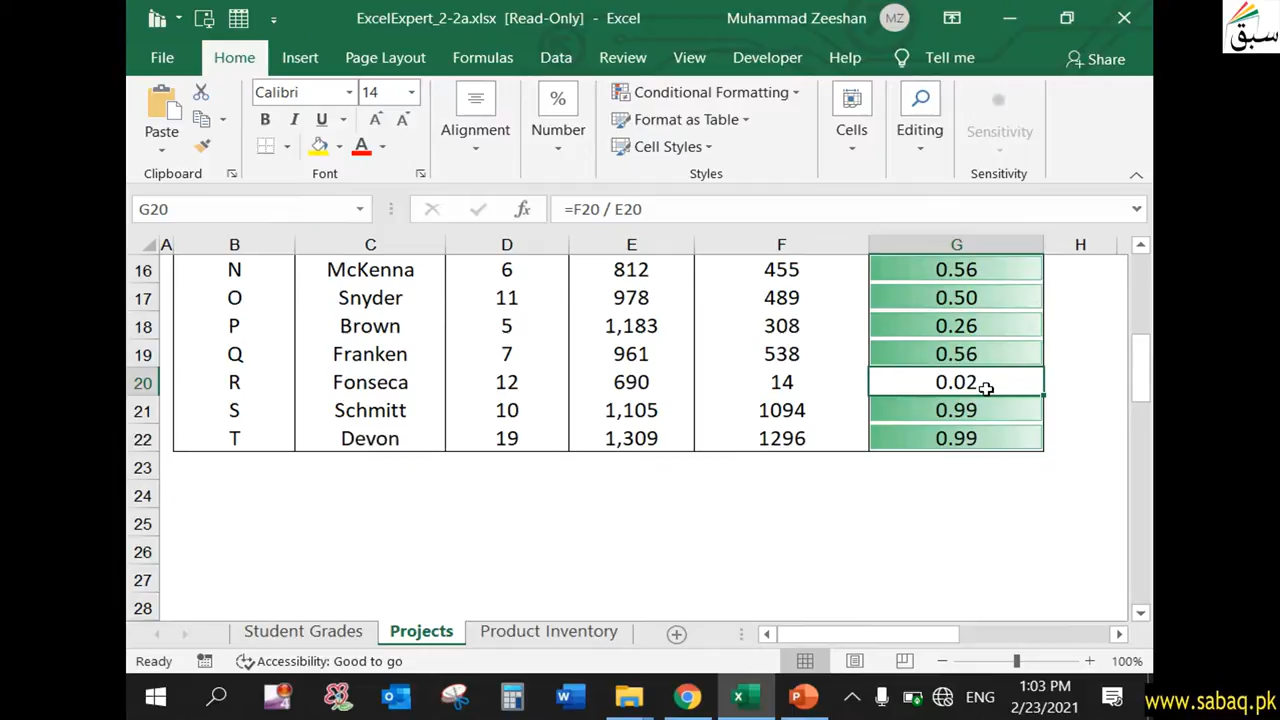 ExcelExpert_2-2a.xlsx [Read-Only] - Excel Muhammad Zeeshan MZ
سبق
File Home Insert Page Layout Formulas Data Review View Developer Help Tell me Share
Calibri 14 % Conditional Formatting
Format as Table
Paste B I U A A Alignment Number Cell Styles Cells Editing Sensitivity
A
Clipboard Font Styles Sensitivity
G20 fx =F20 / E20
A B C D E F G H
16 N McKenna 6 812 455 0.56
17 O Snyder 11 978 489 0.50
18 P Brown 5 1,183 308 0.26
19 Q Franken 7 961 538 0.56
20 R Fonseca 12 690 14 0.02
21 S Schmitt 10 1,105 1094 0.99
22 T Devon 19 1,309 1296 0.99
23
24
25
26
27
28
Student Grades Projects Product Inventory
Ready Accessibility: Good to go 100%
ENG 1:03 PM
2/23/2021
www.sabaq.pk